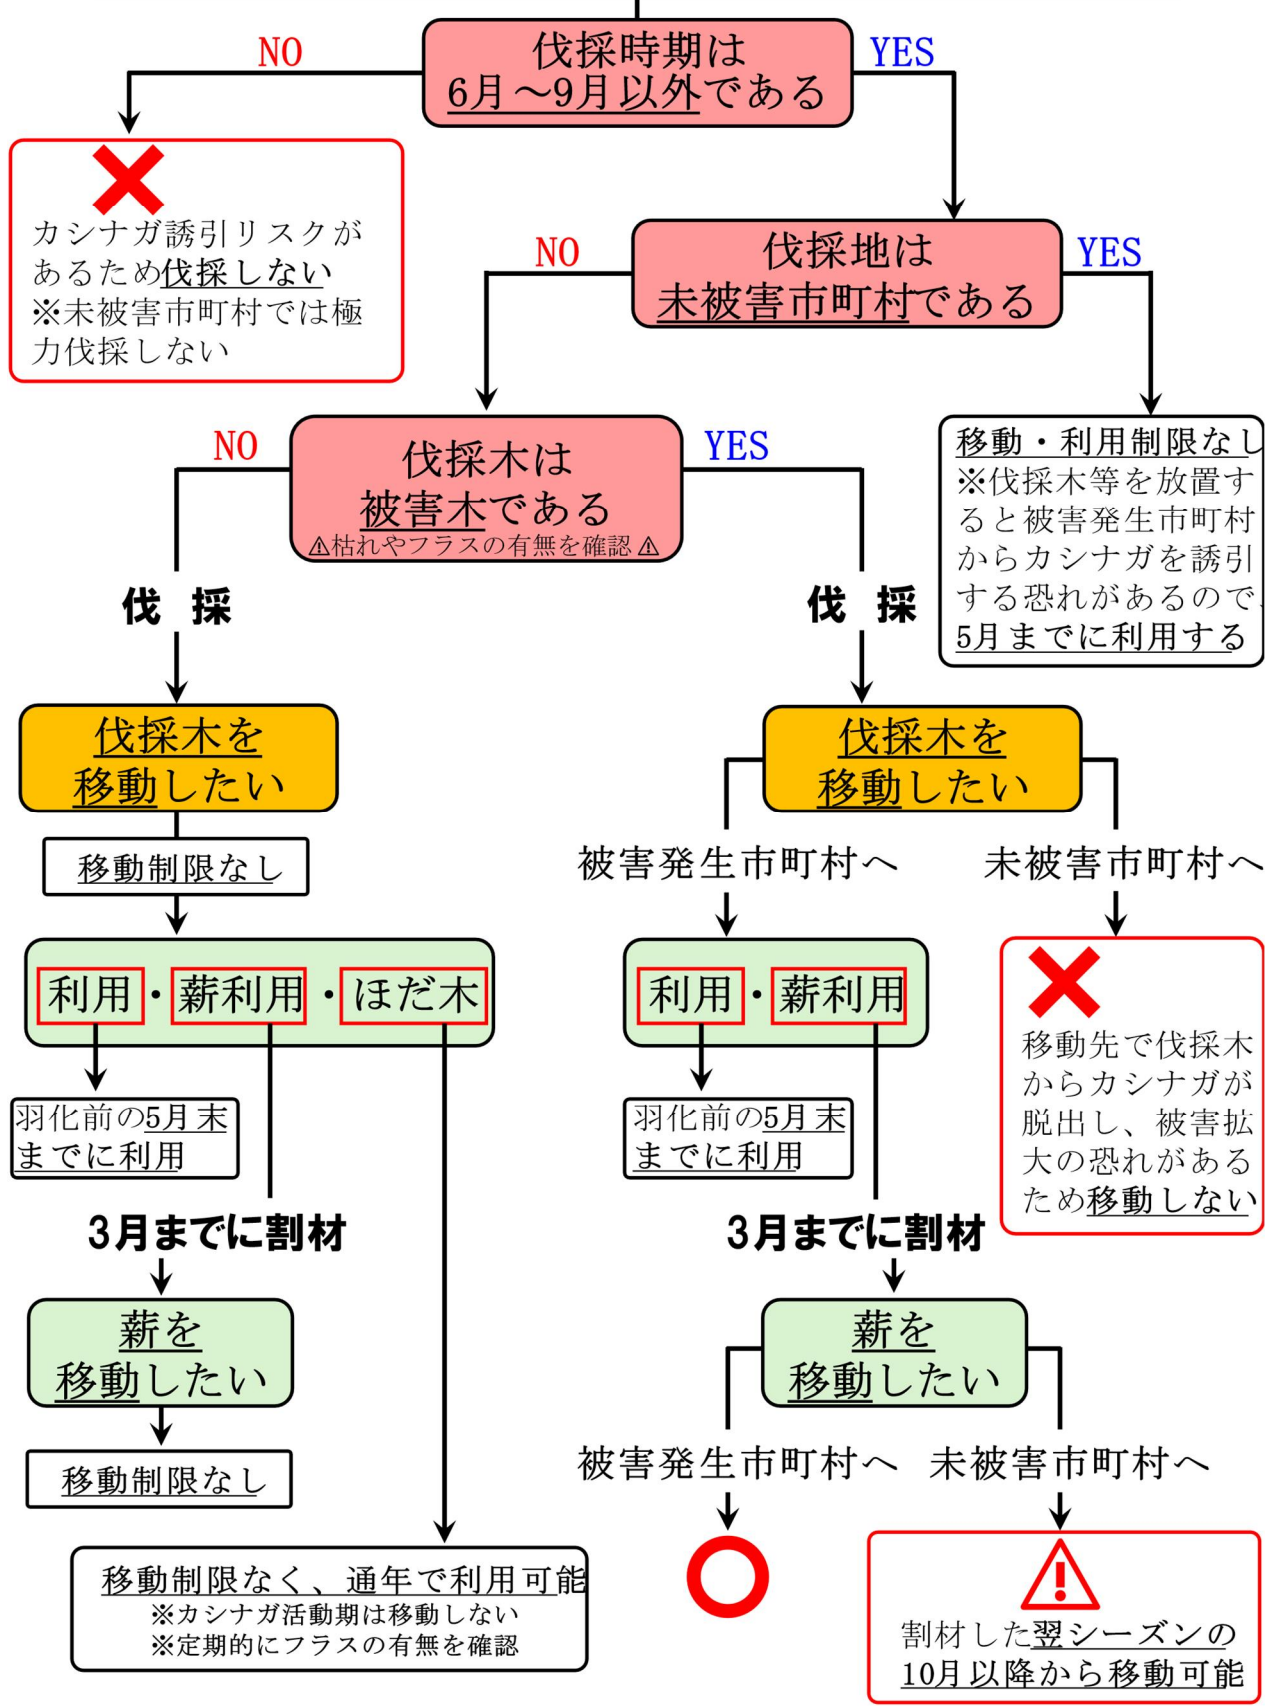 伐採時期は
6月～9月以外である
NO
YES
カシナガ誘引リスクが
あるため伐採しない
※未被害市町村では極
力伐採しない
伐採地は
未被害市町村である
NO
YES
移動・利用制限なし
※伐採木等を放置す
ると被害発生市町村
からカシナガを誘引
する恐れがあるので、
5月までに利用する
伐採木は
被害木である
⚠枯れやフラスの有無を確認⚠
NO
YES
伐 採
伐 採
伐採木を
移動したい
移動制限なし
利用・薪利用・ほだ木
羽化前の5月末
までに利用
3月までに割材
薪を
移動したい
移動制限なし
移動制限なく、通年で利用可能
※カシナガ活動期は移動しない
※定期的にフラスの有無を確認
伐採木を
移動したい
被害発生市町村へ
未被害市町村へ
利用・薪利用
移動先で伐採木
からカシナガが
脱出し、被害拡
大の恐れがある
ため移動しない
羽化前の5月末
までに利用
3月までに割材
薪を
移動したい
被害発生市町村へ
未被害市町村へ
割材した翌シーズンの
10月以降から移動可能